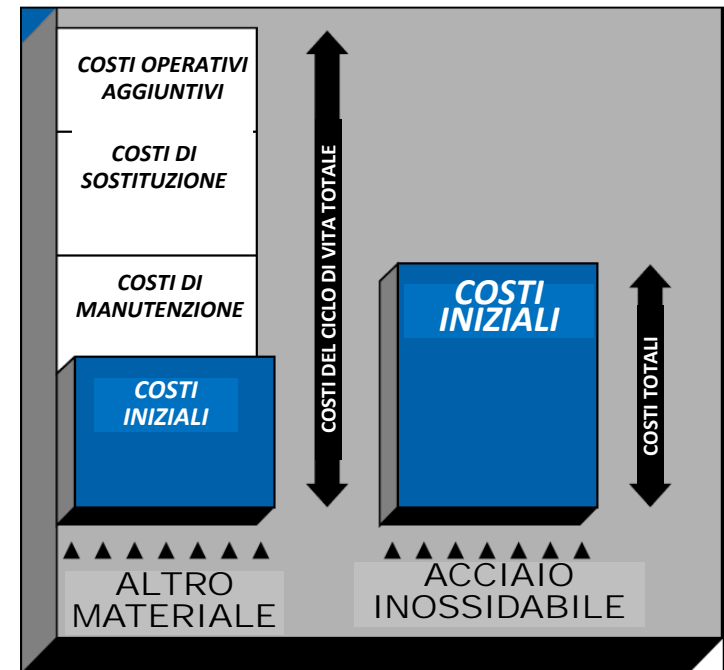 COSTI OPERATIVI
AGGIUNTIVI
COSTI DI
SOSTITUZIONE
COSTI DI
MANUTENZIONE
COSTI
INIZIALI
COSTI DEL CICLO DI VITA TOTALE
COSTI
INIZIALI
COSTI TOTALI
ALTRO
MATERIALE
ACCIAIO
INOSSIDABILE